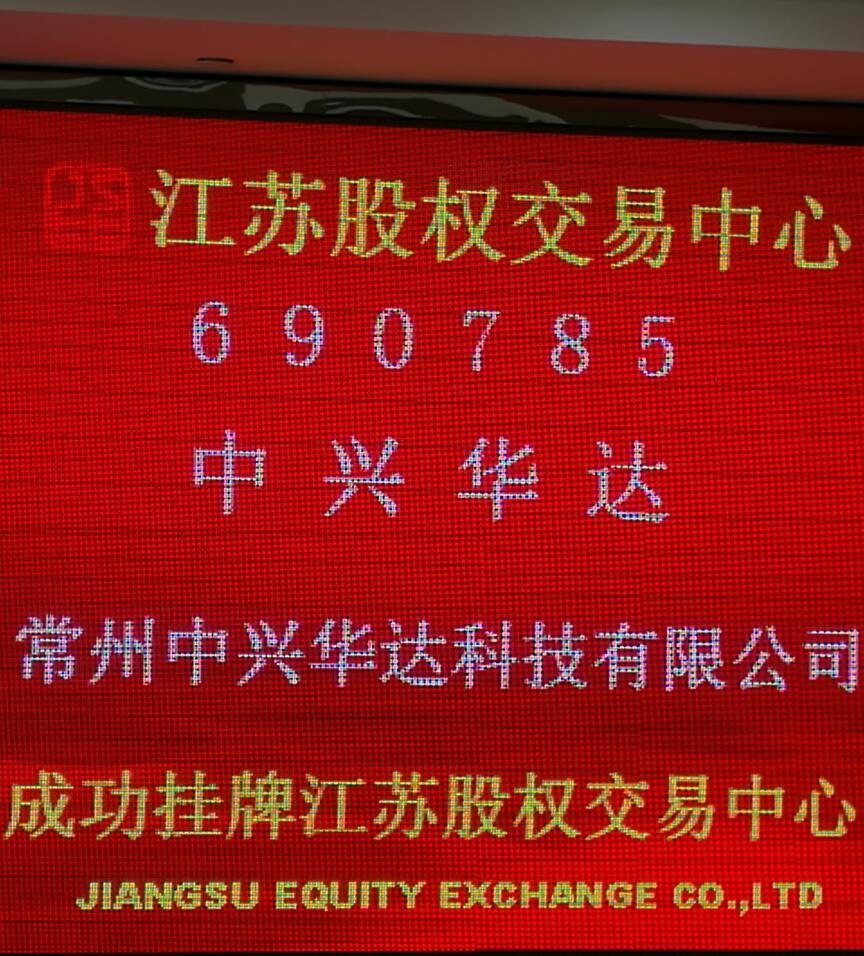 江苏股权交易中心
690785
中兴华达
常州中兴华达科技有限公司
成功挂牌江苏股权交易中心
JIANGSU EQUITY EXCHANGE CO.,LTD